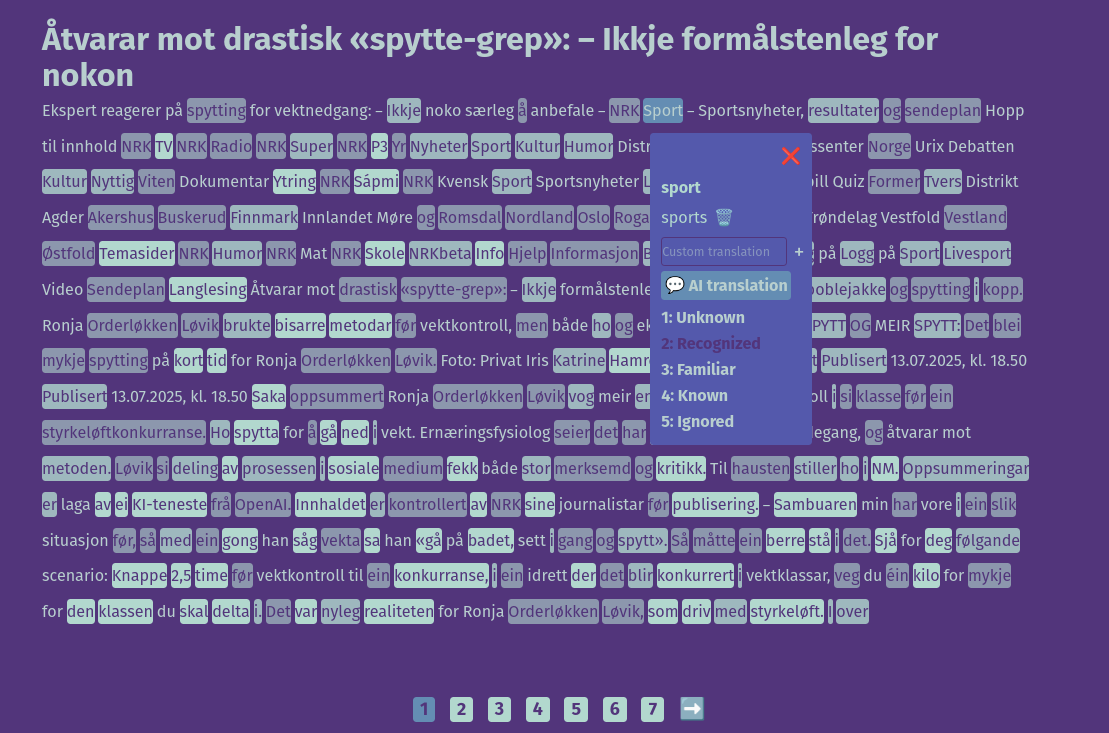 Åtvarar mot drastisk «spytte-grep»: – Ikkje formålstenleg for
nokon
Ekspert reagerer på spytting for vektnedgang: – Ikkje noko særleg å anbefale – NRK Sport – Sportsnyheter, resultater og sendeplan Hopp
til innhold NRK TV NRK Radio NRK Super NRK P3 Yr Nyheter Sport Kultur Humor Distr ssenter Norge Urix Debatten
Kultur Nyttig Viten Dokumentar Ytring NRK Sápmi NRK Kvensk Sport Sportsnyheter Quiz Former Tvers Distrikt
Agder Akershus Buskerud Finnmark Innlandet Møre og Romsdal Nordland Oslo Roga Trøndelag Vestfold Vestland
Østfold Temasider NRK Humor NRK Mat NRK Skole NRKbeta Info Hjelp Informasjon på Logg på Sport Livesport
Video Sendeplan Langlesing Åtvarar mot drastisk «spytte-grep»: – Ikkje formålstenle boblejakke og spytting i kopp.
Ronja Orderløkken Løvik brukte bisarre metodar før vektkontroll, men både ho og ek PYTT OG MEIR SPYTT: Det blei
mykje spytting på kort tid for Ronja Orderløkken Løvik. Foto: Privat Iris Katrine Hamr Publisert 13.07.2025, kl. 18.50
Publisert 13.07.2025, kl. 18.50 Saka oppsummert Ronja Orderløkken Løvik vog meir er oll i si klasse før ein
styrkeløftkonkurranse. Ho spytta for å gå ned i vekt. Ernæringsfysiolog seier det har egang, og åtvarar mot
metoden. Løvik si deling av prosessen i sosiale medium fekk både stor merksemd og kritikk. Til hausten stiller ho i NM. Oppsummeringar
er laga av ei KI-teneste frå OpenAI. Innhaldet er kontrollert av NRK sine journalistar før publisering. – Sambuaren min har vore i ein slik
situasjon før, så med ein gong han såg vekta sa han «gå på badet, sett i gang og spytt». Så måtte ein berre stå i det. Sjå for deg følgande
scenario: Knappe 2,5 time før vektkontroll til ein konkurranse, i ein idrett der det blir konkurrert i vektklassar, veg du éin kilo for mykje
for den klassen du skal delta i. Det var nyleg realiteten for Ronja Orderløkken Løvik, som driv med styrkeløft. I over
sport
sports
Custom translation +
AI translation
1: Unknown
2: Recognized
3: Familiar
4: Known
5: Ignored
1 2 3 4 5 6 7